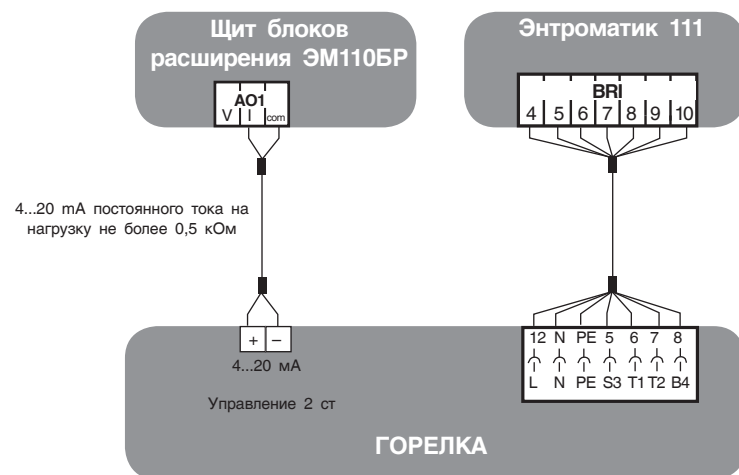 Щит блоков
расширения ЭМ110БР
Энтроматик 111
АО1
V I com
BRI
4 5 6 7 8 9 10
4...20 mA постоянного тока на
нагрузку не более 0,5 кОм
+ −
4...20 мА
Управление 2 ст
12 N PE 5 6 7 8
L N PE S3 T1 T2 B4
ГОРЕЛКА